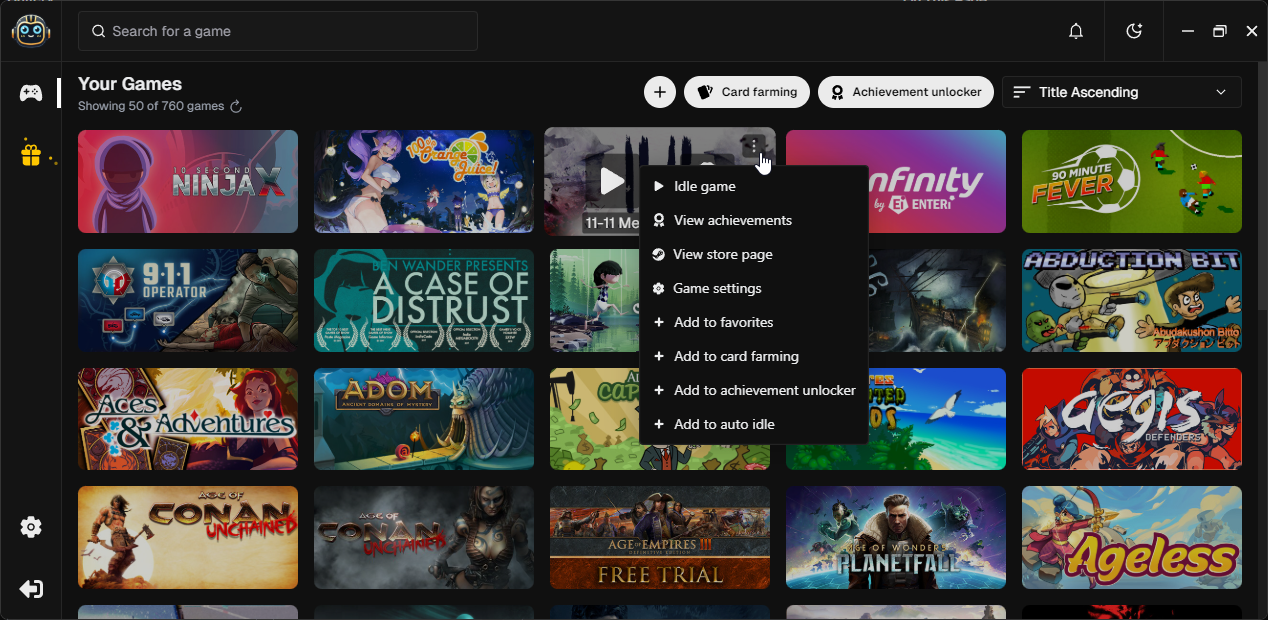 Search for a game
Your Games
Showing 50 of 760 games
Card farming
Achievement unlocker
Title Ascending
10 SECOND
NINJA X
100%
Orange
Juice!
11-11 Me
Idle game
View achievements
View store page
Game settings
Add to favorites
Add to card farming
Add to achievement unlocker
Add to auto idle
nfinity
by ENTERi
90 MINUTE
FEVER
9-1-1
OPERATOR
BEN WANDER PRESENTS
A CASE OF
DISTRUST
ABDUCTION BIT
Abudakushon Bitto
アブダクション ビット
Aces
& Adventures
ADOM
ANCIENT DOMAINS OF MYSTERY
AD
CAP
aegis
DEFENDERS
AGE OF
CONAN
UNCHAINED
AGE OF
CONAN
UNCHAINED
AGE OF EMPIRES III
DEFINITIVE EDITION
FREE TRIAL
AGE OF WONDERS
PLANETFALL
Ageless